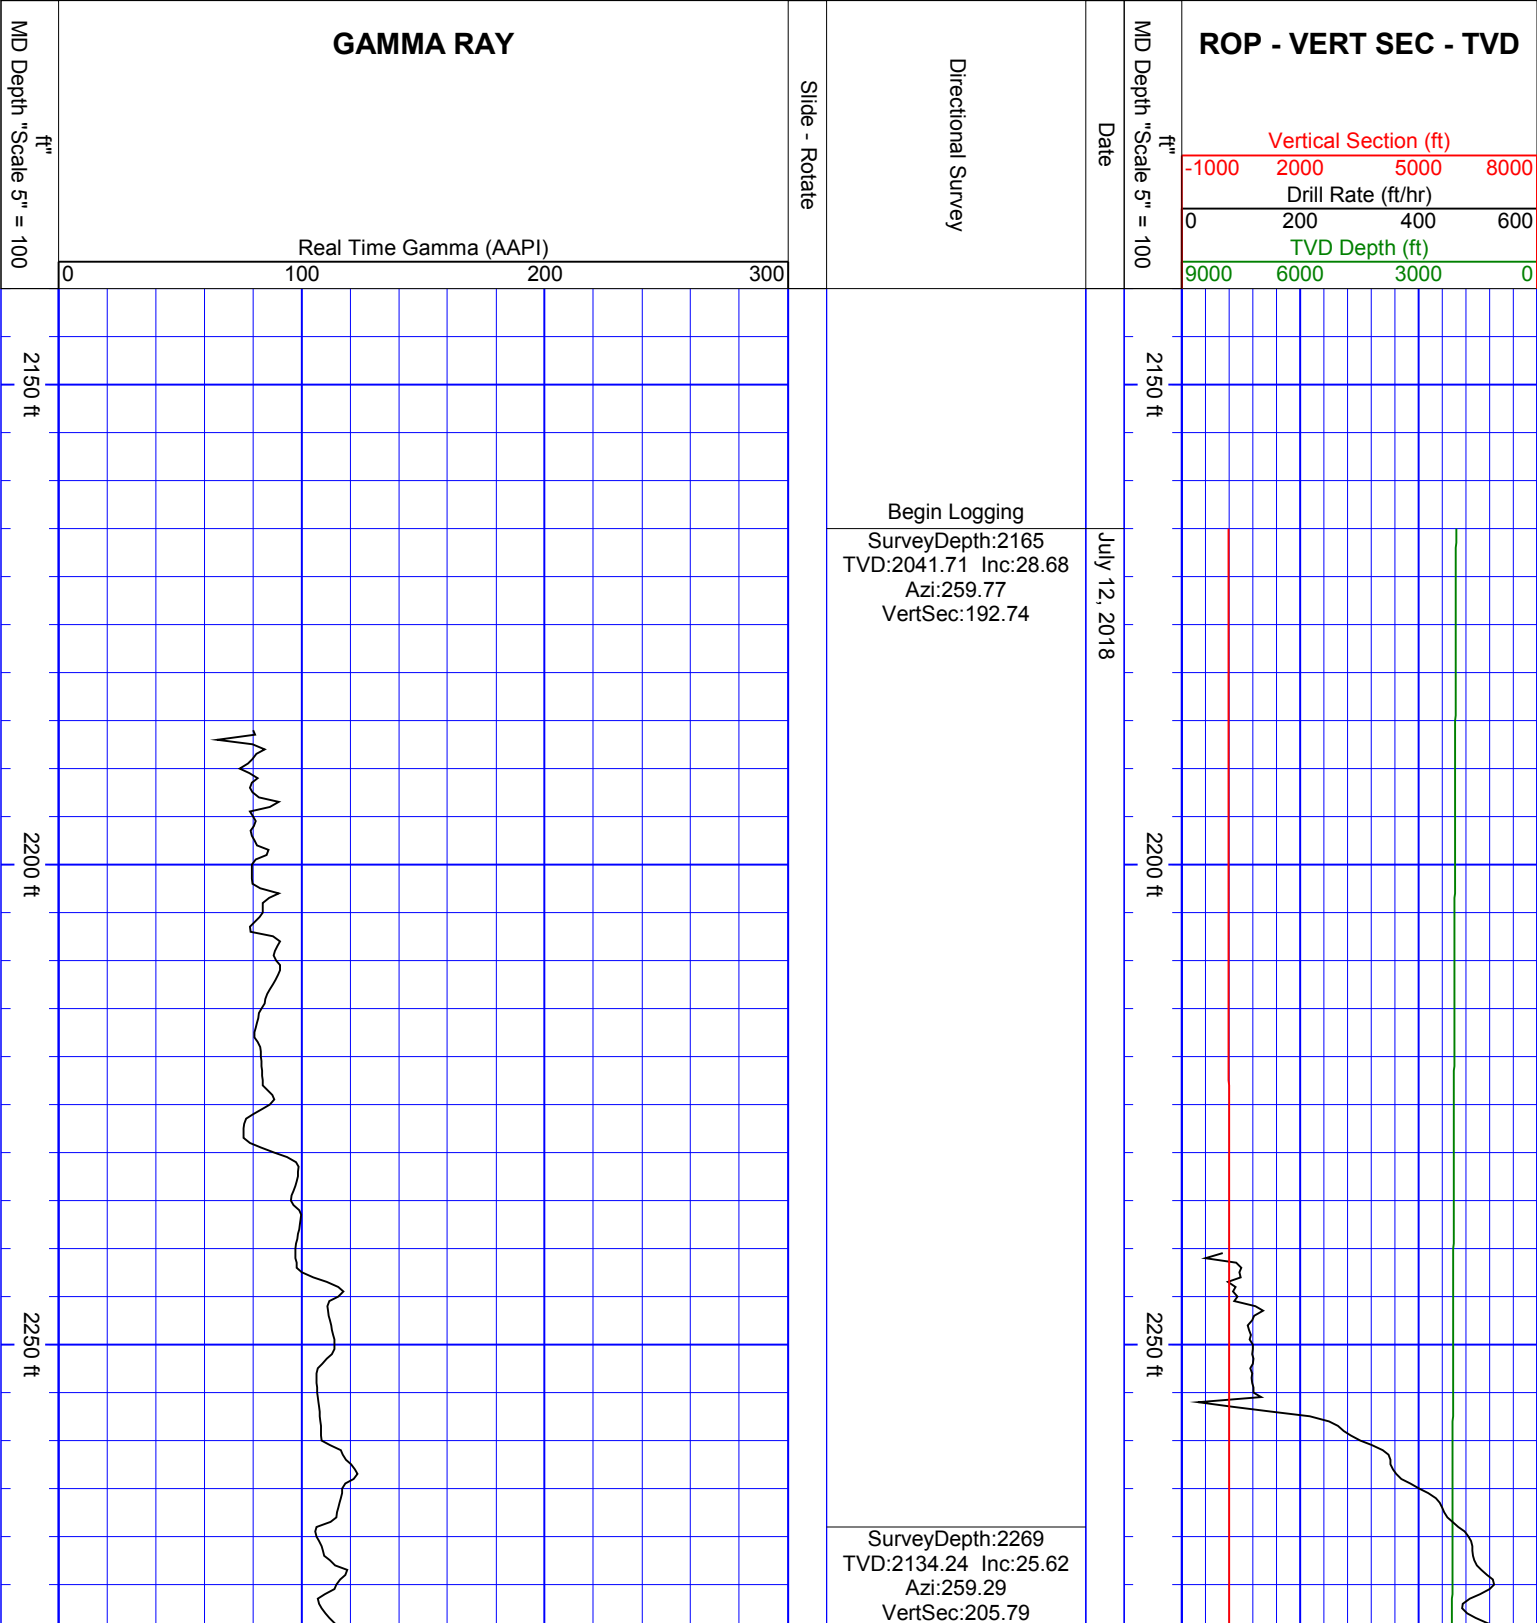 MD Depth "Scale 5" = 100
ft"
GAMMA RAY
Real Time Gamma (AAPI)
0 100 200 300
Slide - Rotate
Directional Survey
Date
MD Depth "Scale 5" = 100
ft"
ROP - VERT SEC - TVD
Vertical Section (ft)
-1000 2000 5000 8000
Drill Rate (ft/hr)
0 200 400 600
TVD Depth (ft)
9000 6000 3000 0
2150 ft
2150 ft
Begin Logging
SurveyDepth:2165
TVD:2041.71 Inc:28.68
Azi:259.77
VertSec:192.74
July 12, 2018
2200 ft
2200 ft
2250 ft
2250 ft
SurveyDepth:2269
TVD:2134.24 Inc:25.62
Azi:259.29
VertSec:205.79